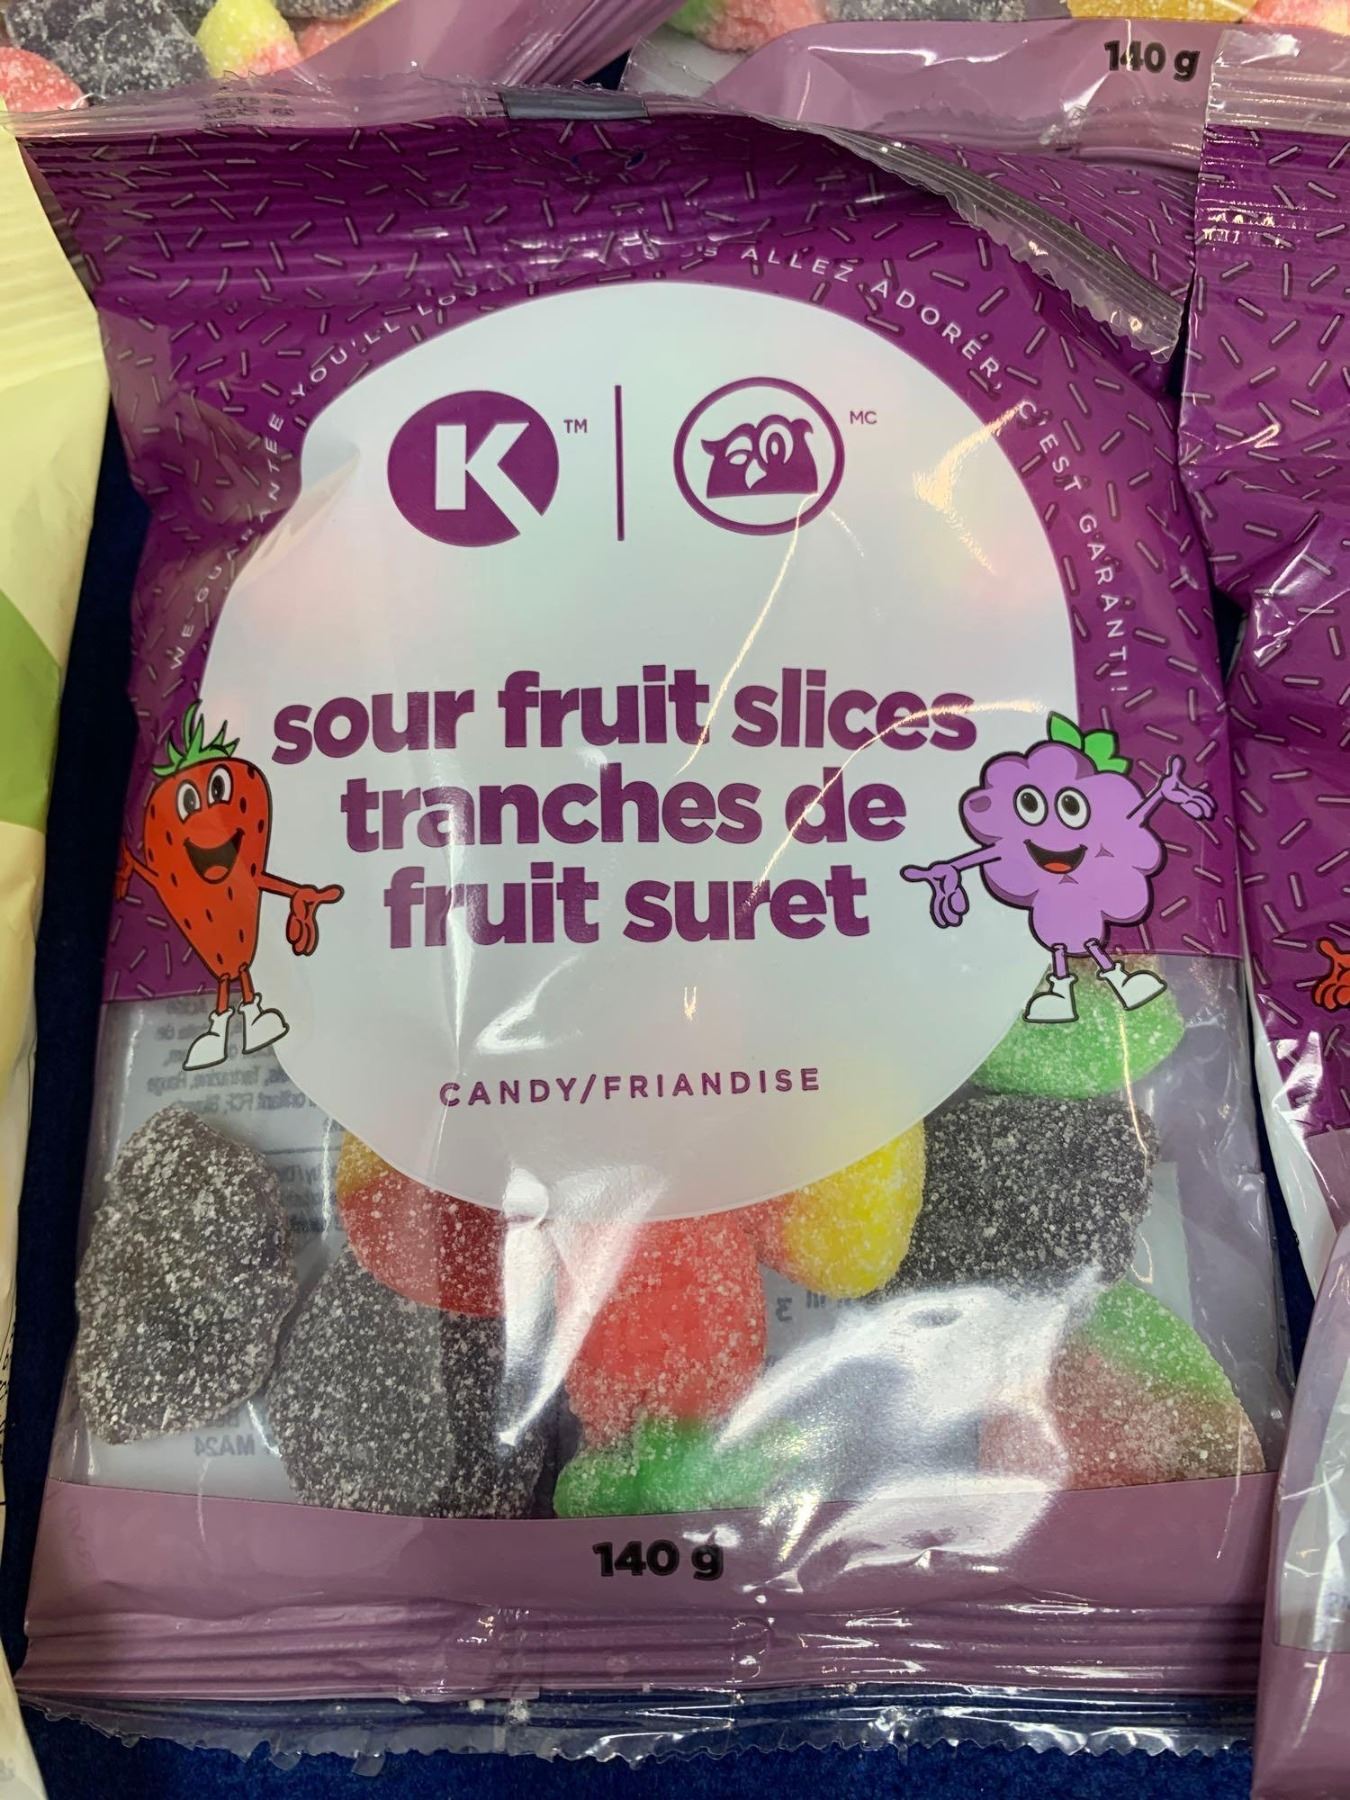 140 g
WE GUARANTEE YOU'LL
ALLEZ ADORER, C'EST GARANTI!
K TM MC
sour fruit slices
tranches de
fruit suret
CANDY/FRIANDISE
140 g